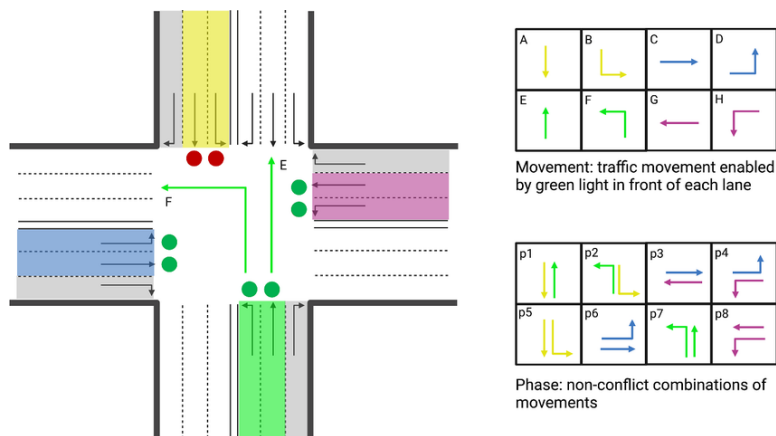 E
F
A B C D
E F G H
Movement: traffic movement enabled
by green light in front of each lane
p1 p2 p3 p4
p5 p6 p7 p8
Phase: non-conflict combinations of
movements